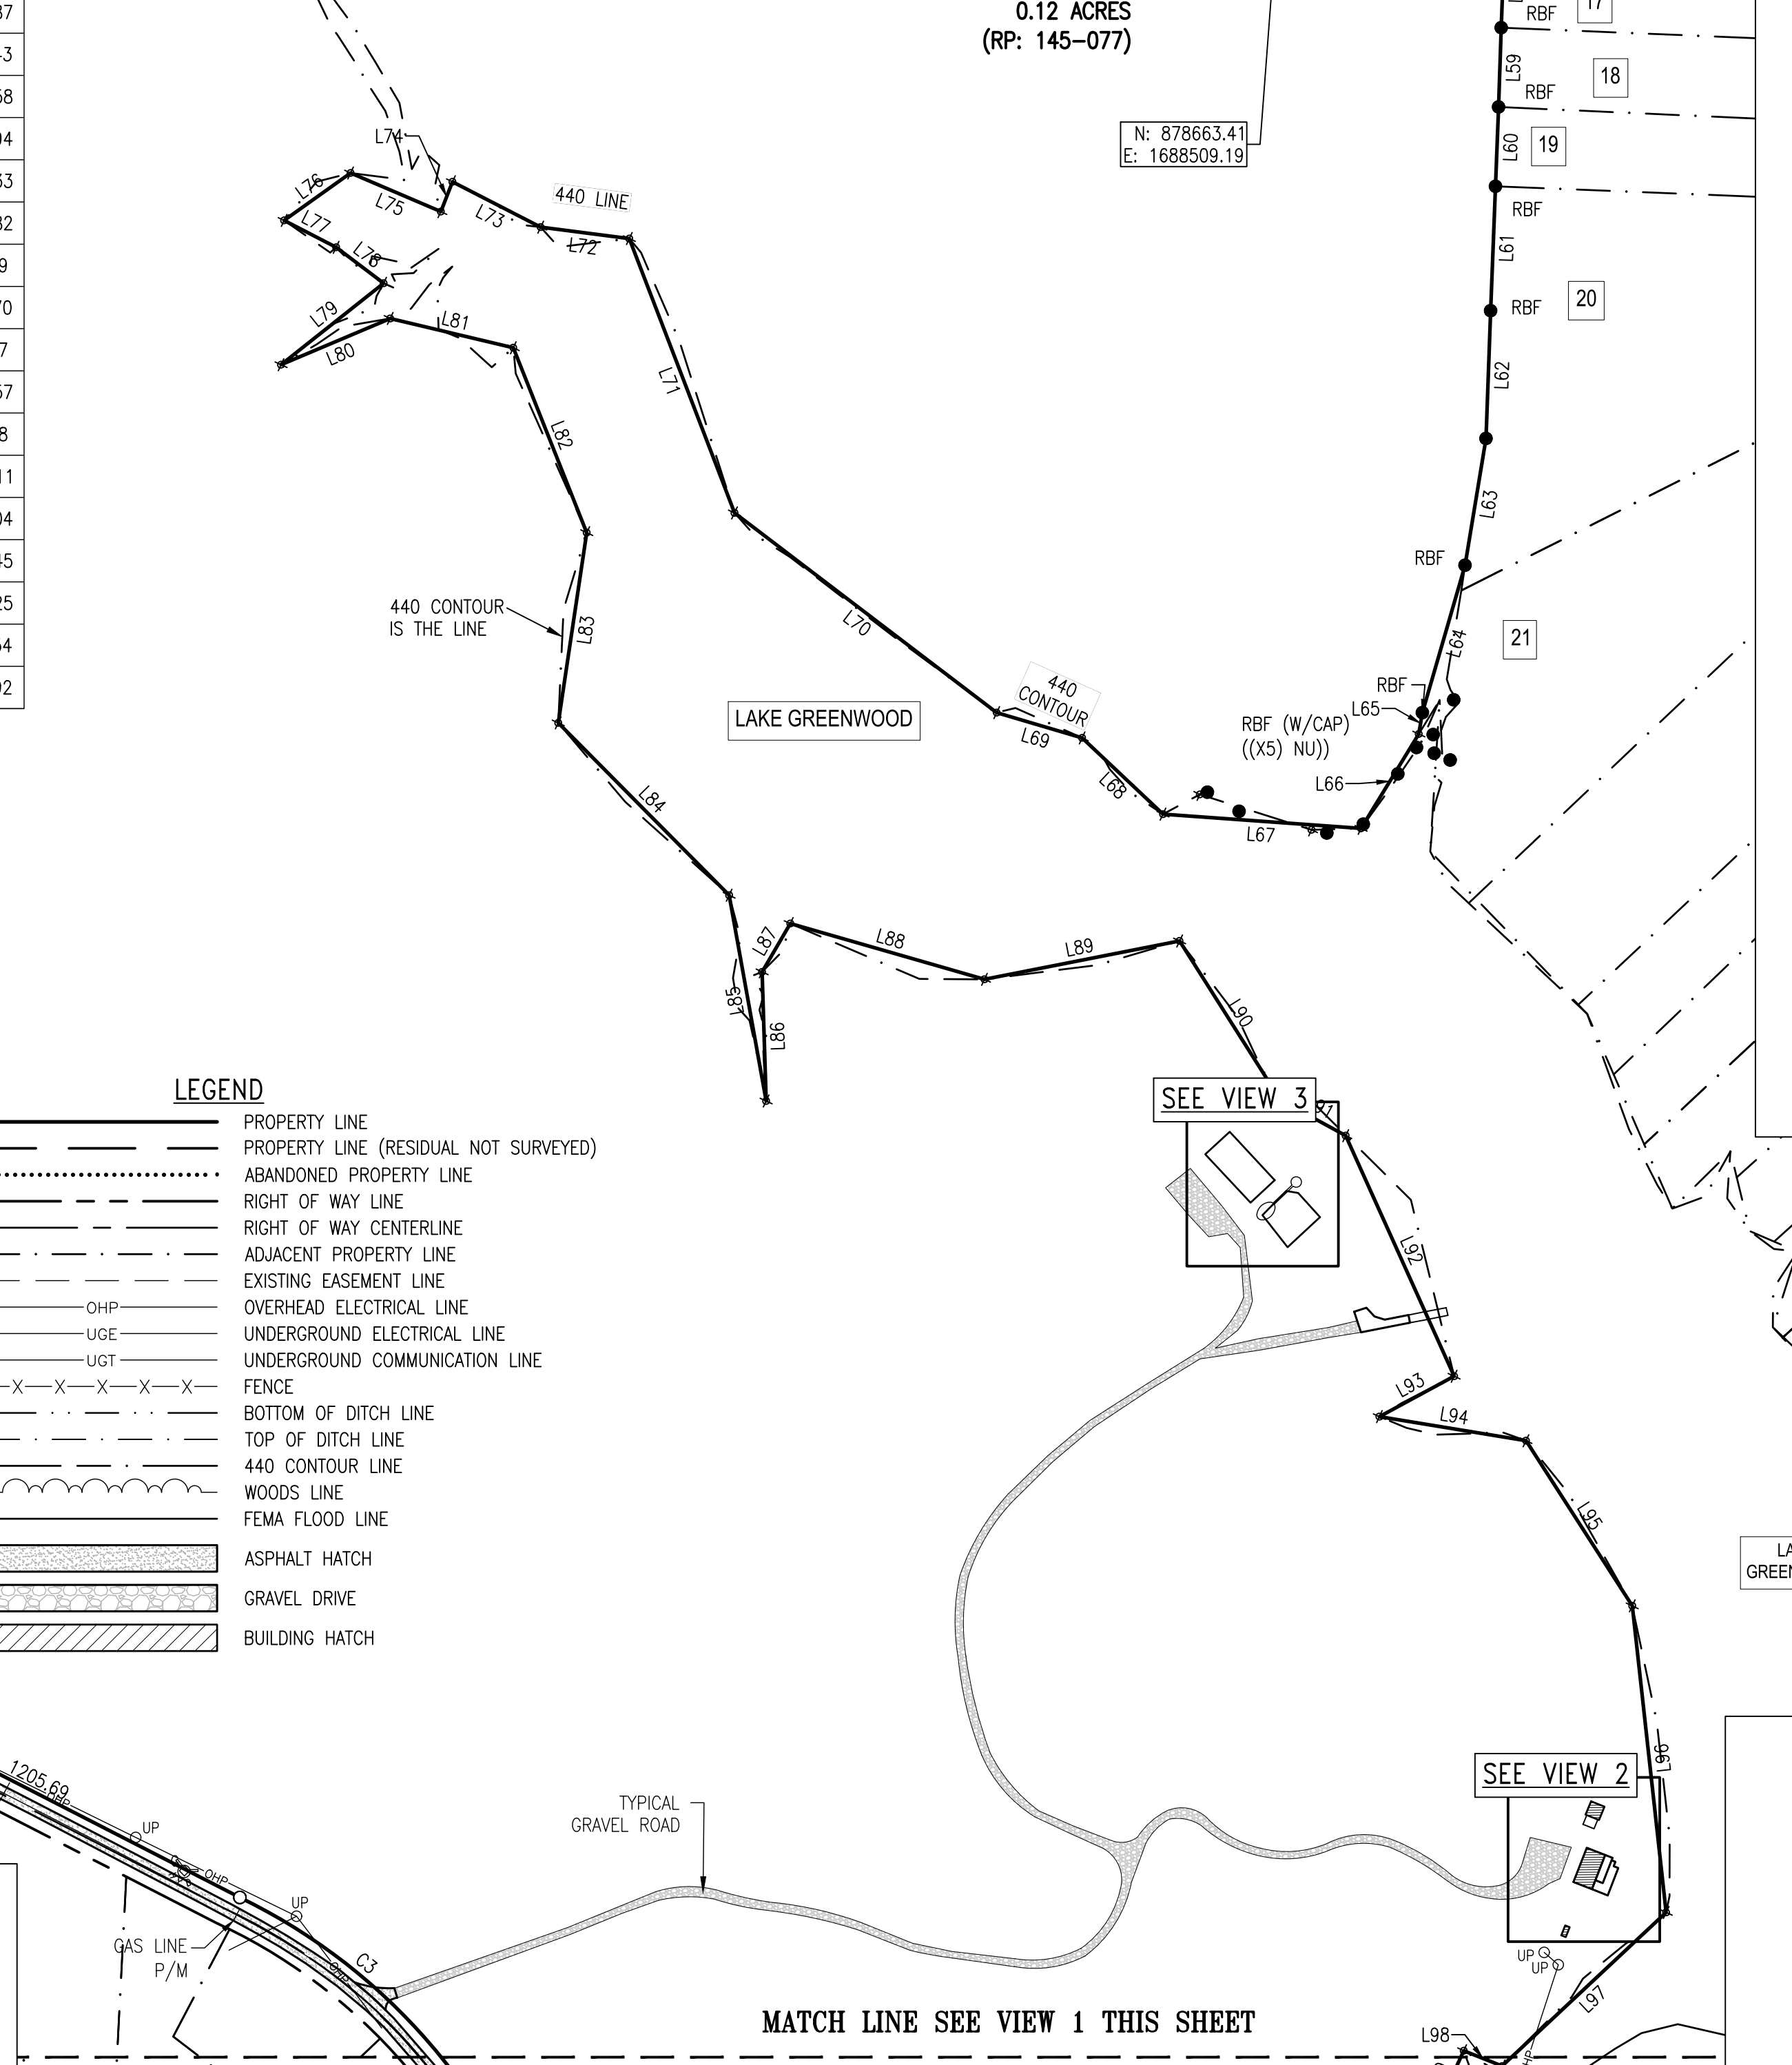 0.12 ACRES
(RP: 145-077)
N: 878663.41
E: 1688509.19
RBF
17
L59
18
RBF
L60
19
RBF
L61
20
RBF
L62
L63
RBF
L64
21
RBF
L65
RBF (W/CAP)
((X5) NU))
L66
L67
L68
L69
440
CONTOUR
L70
L71
L72
440 LINE
L73
L74
L75
L76
L77
L78
L79
L80
L81
L82
L83
440 CONTOUR
IS THE LINE
LAKE GREENWOOD
L84
L85
L86
L87
L88
L89
L90
SEE VIEW 3
L92
L93
L94
L95
L96
SEE VIEW 2
UP
UP
L97
L98
OHP
LEGEND
PROPERTY LINE
PROPERTY LINE (RESIDUAL NOT SURVEYED)
ABANDONED PROPERTY LINE
RIGHT OF WAY LINE
RIGHT OF WAY CENTERLINE
ADJACENT PROPERTY LINE
EXISTING EASEMENT LINE
OHP OVERHEAD ELECTRICAL LINE
UGE UNDERGROUND ELECTRICAL LINE
UGT UNDERGROUND COMMUNICATION LINE
X X X X X FENCE
BOTTOM OF DITCH LINE
TOP OF DITCH LINE
440 CONTOUR LINE
WOODS LINE
FEMA FLOOD LINE
ASPHALT HATCH
GRAVEL DRIVE
BUILDING HATCH
1205.69
OHP
UP
OHP
UP
GAS LINE
P/M
C3
OHP
TYPICAL
GRAVEL ROAD
MATCH LINE SEE VIEW 1 THIS SHEET